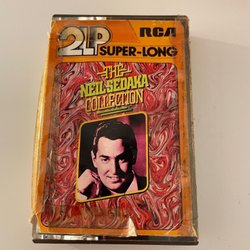 2LP RCA
SUPER-LONG
THE
NEIL SEDAKA
COLLECTION